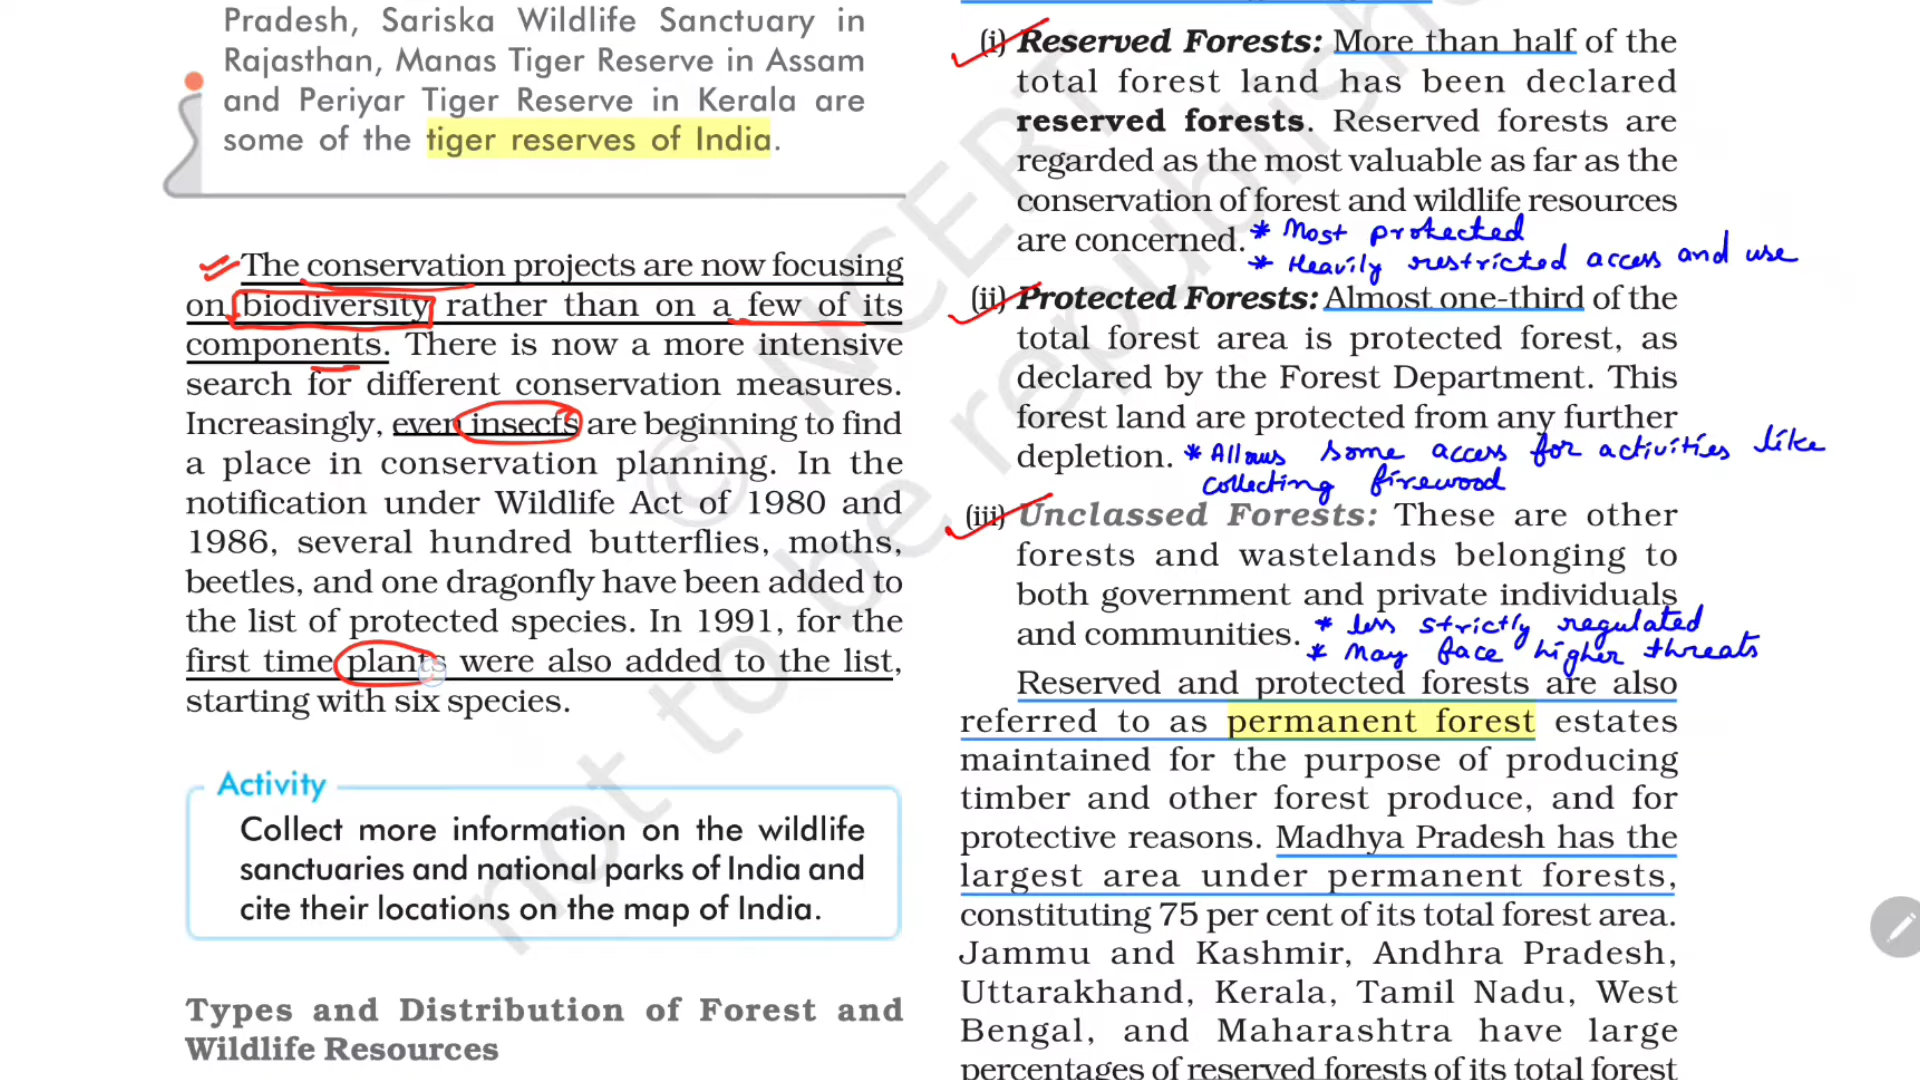 Pradesh, Sariska Wildlife Sanctuary in
Rajasthan, Manas Tiger Reserve in Assam
and Periyar Tiger Reserve in Kerala are
some of the tiger reserves of India.
The conservation projects are now focusing
on biodiversity rather than on a few of its
components. There is now a more intensive
search for different conservation measures.
Increasingly, even insects are beginning to find
a place in conservation planning. In the
notification under Wildlife Act of 1980 and
1986, several hundred butterflies, moths,
beetles, and one dragonfly have been added to
the list of protected species. In 1991, for the
first time plants were also added to the list,
starting with six species.
Activity
Collect more information on the wildlife
sanctuaries and national parks of India and
cite their locations on the map of India.
Types and Distribution of Forest and
Wildlife Resources
(i) Reserved Forests: More than half of the
total forest land has been declared
reserved forests. Reserved forests are
regarded as the most valuable as far as the
conservation of forest and wildlife resources
are concerned. * Most protected
* Heavily restricted access and use
(ii) Protected Forests: Almost one-third of the
total forest area is protected forest, as
declared by the Forest Department. This
forest land are protected from any further
depletion. * Allows some access for activities like
collecting firewood
(iii) Unclassed Forests: These are other
forests and wastelands belonging to
both government and private individuals
and communities. * less strictly regulated
* May face higher threats
Reserved and protected forests are also
referred to as permanent forest estates
maintained for the purpose of producing
timber and other forest produce, and for
protective reasons. Madhya Pradesh has the
largest area under permanent forests,
constituting 75 per cent of its total forest area.
Jammu and Kashmir, Andhra Pradesh,
Uttarakhand, Kerala, Tamil Nadu, West
Bengal, and Maharashtra have large
percentages of reserved forests of its total forest
© NCERT
not to be republished